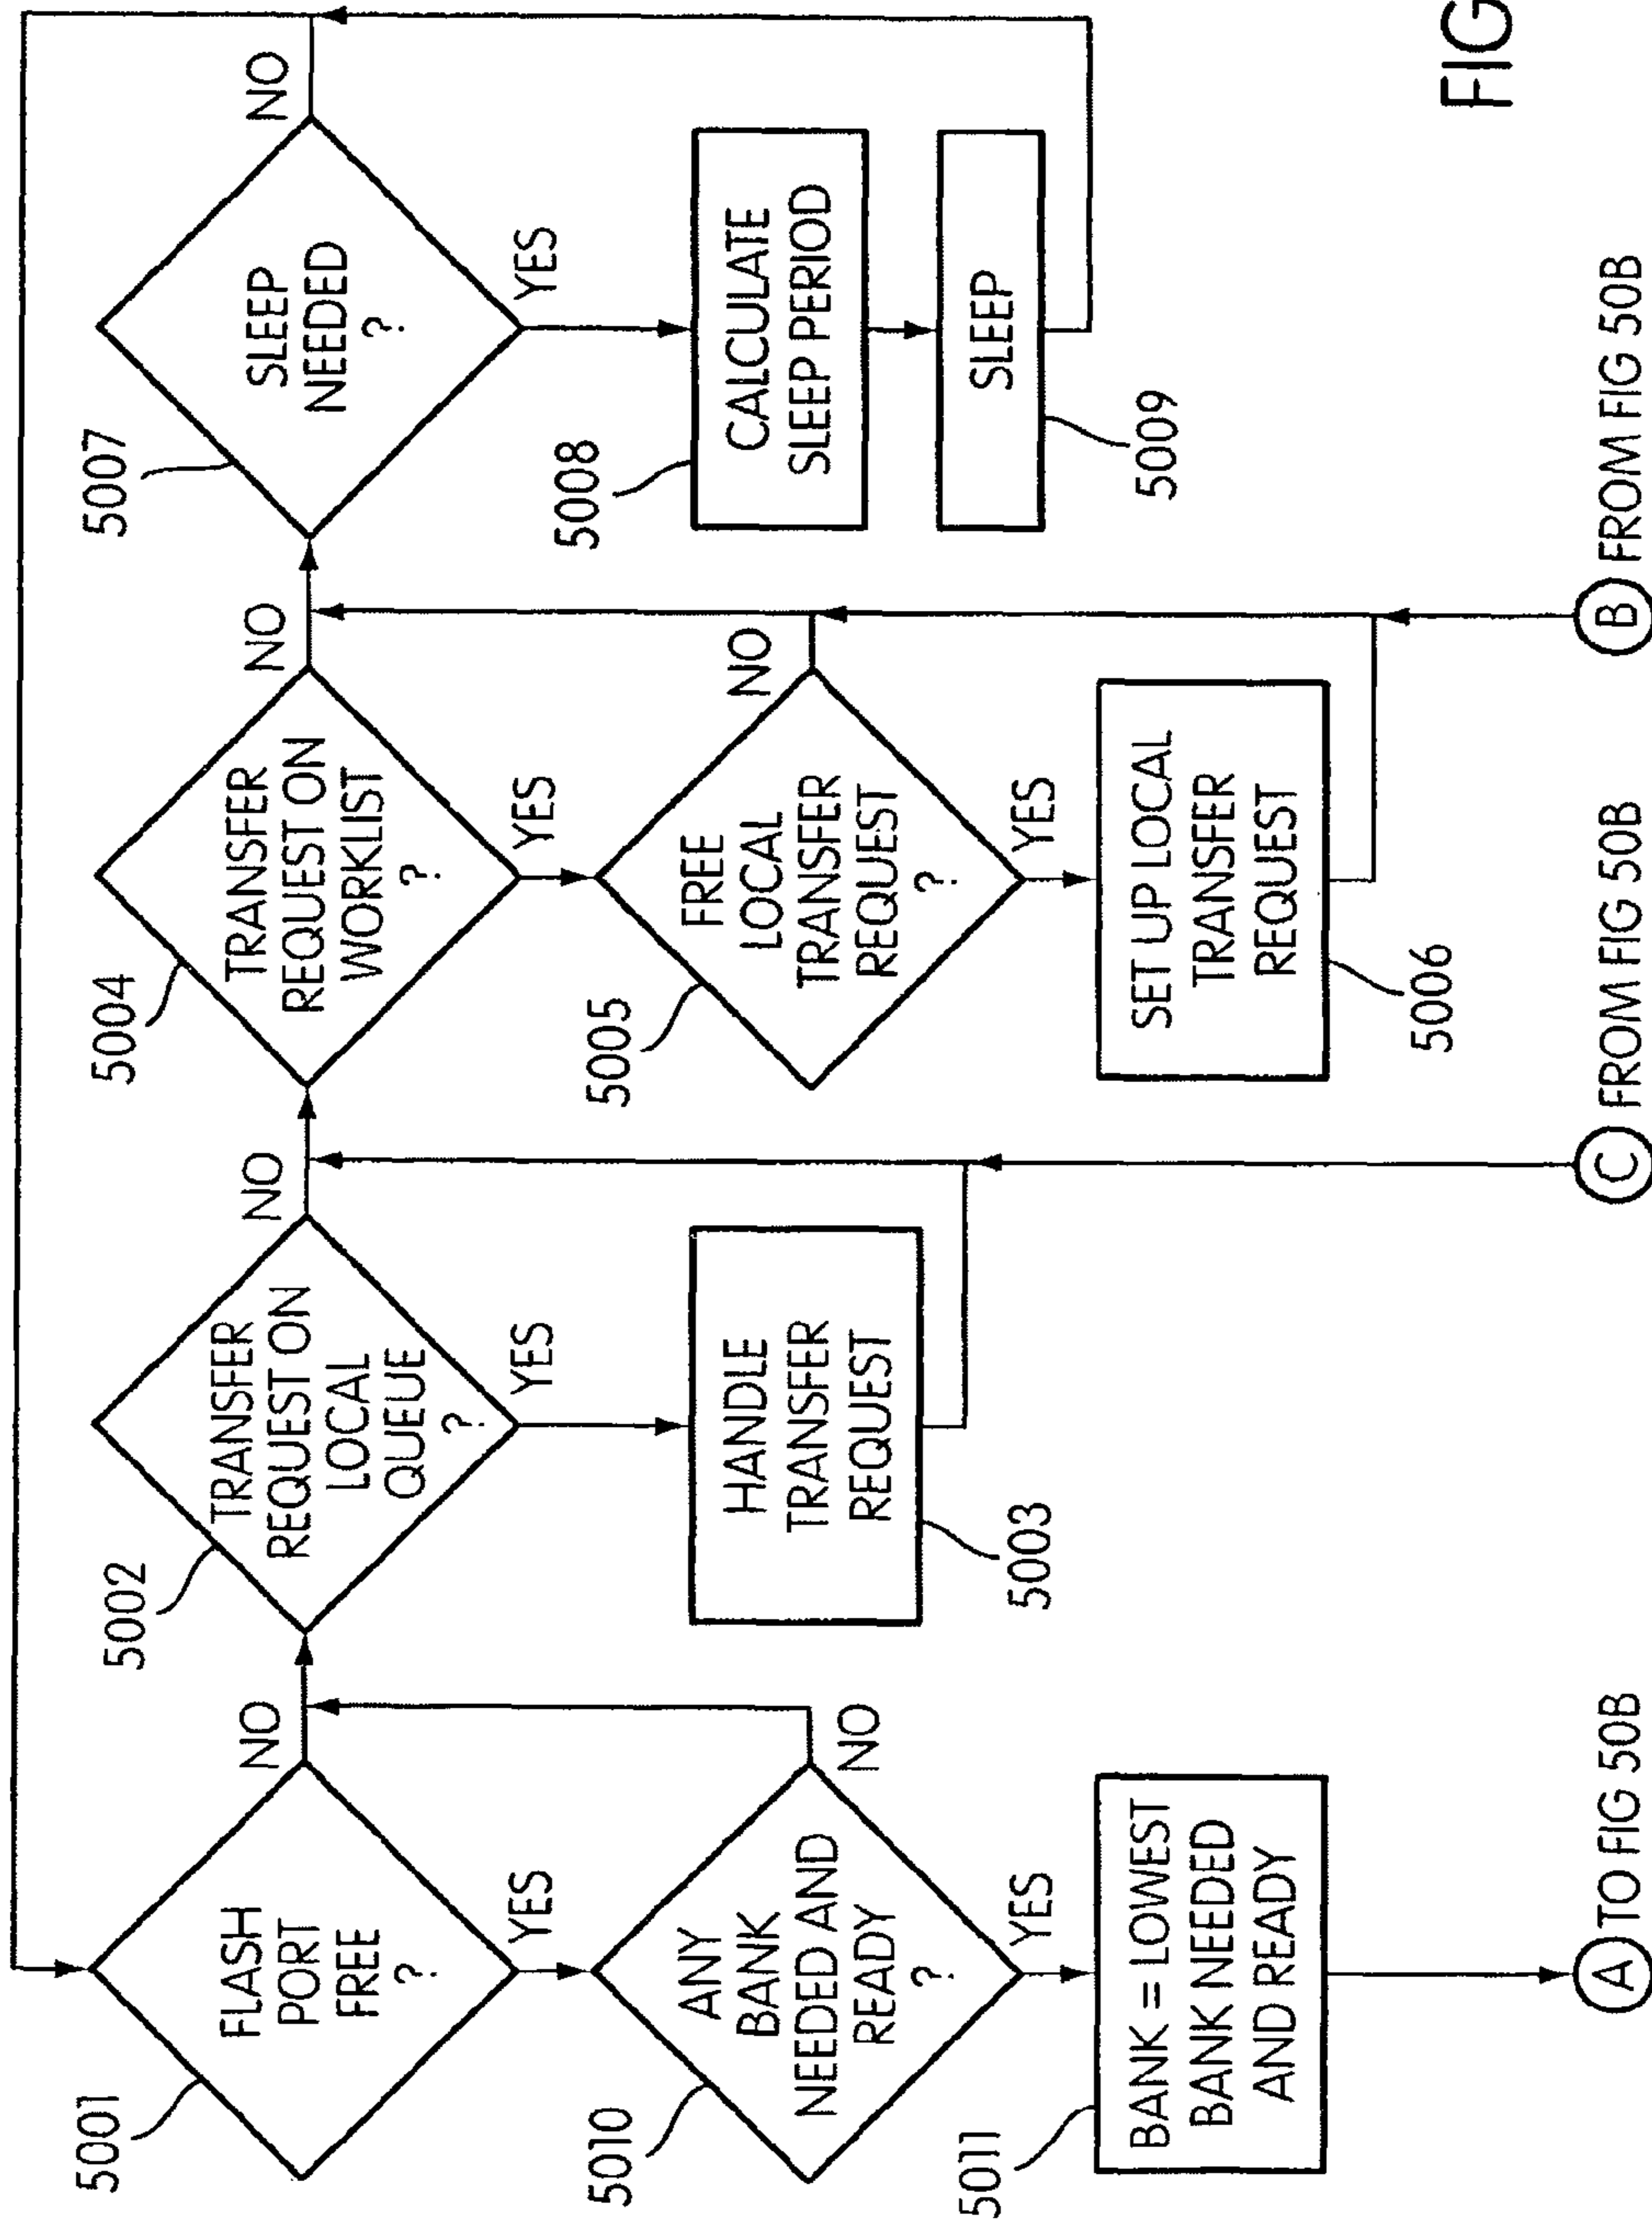 5001
FLASH
PORT
FREE
?
NO
YES
5010
ANY
BANK
NEEDED AND
READY
?
NO
YES
5011
BANK = LOWEST
BANK NEEDED
AND READY
A TO FIG 50B
5002
TRANSFER
REQUEST ON
LOCAL
QUEUE
?
NO
YES
HANDLE
TRANSFER
REQUEST
5003
C FROM FIG 50B
5004
TRANSFER
REQUEST ON
WORKLIST
?
NO
YES
5005
FREE
LOCAL
TRANSFER
REQUEST
?
NO
YES
SET UP LOCAL
TRANSFER
REQUEST
5006
B FROM FIG 50B
5007
SLEEP
NEEDED
?
NO
YES
5008
CALCULATE
SLEEP PERIOD
SLEEP
5009
FIG